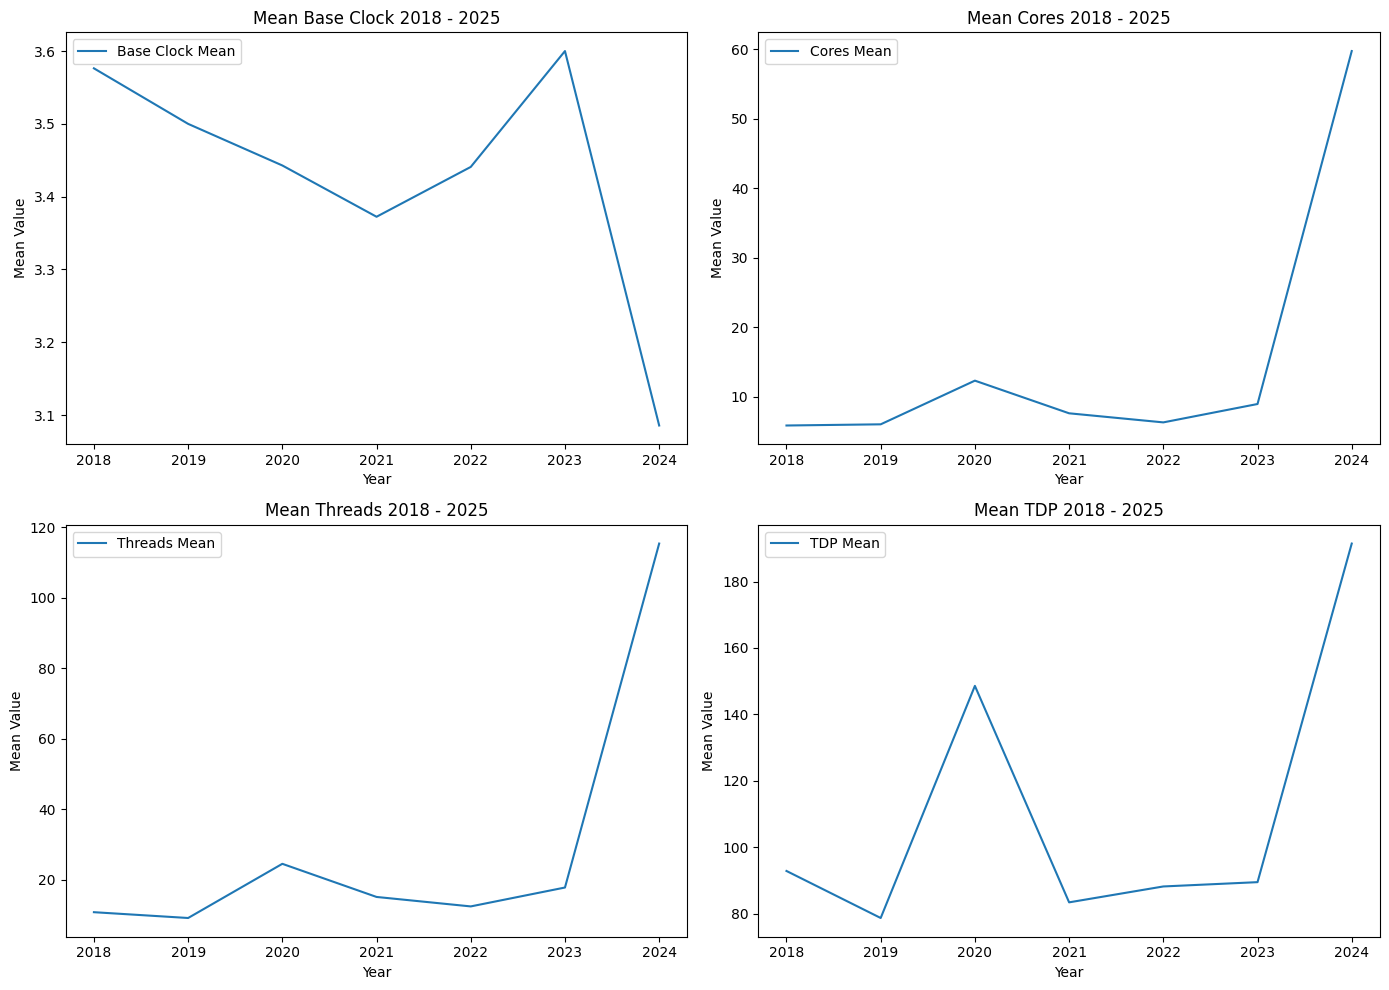 Mean Base Clock 2018 - 2025
Base Clock Mean
3.6
3.5
3.4
3.3
3.2
3.1
Mean Value
2018 2019 2020 2021 2022 2023 2024
Year
Mean Cores 2018 - 2025
Cores Mean
60
50
40
30
20
10
Mean Value
2018 2019 2020 2021 2022 2023 2024
Year
Mean Threads 2018 - 2025
Threads Mean
120
100
80
60
40
20
Mean Value
2018 2019 2020 2021 2022 2023 2024
Year
Mean TDP 2018 - 2025
TDP Mean
180
160
140
120
100
80
Mean Value
2018 2019 2020 2021 2022 2023 2024
Year